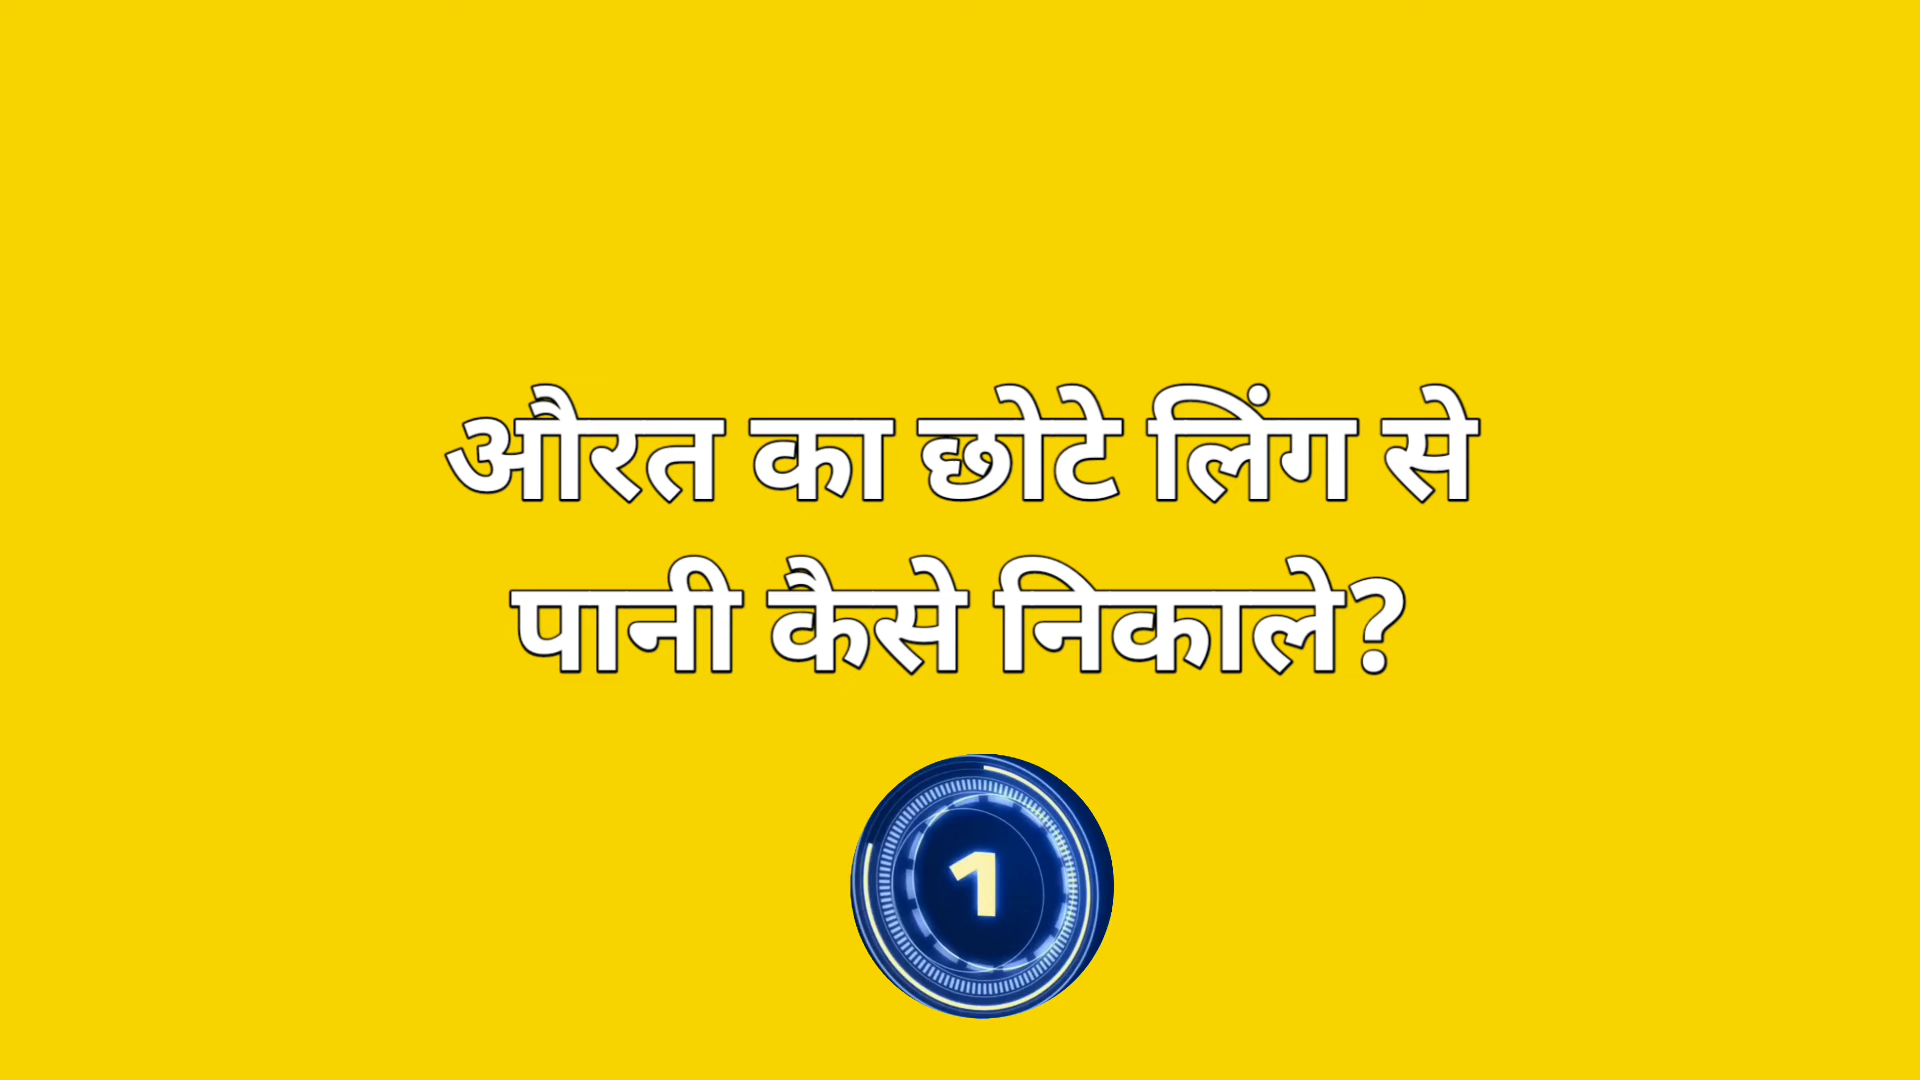 औरत का छोटे लिंग से
पानी कैसे निकाले?
1